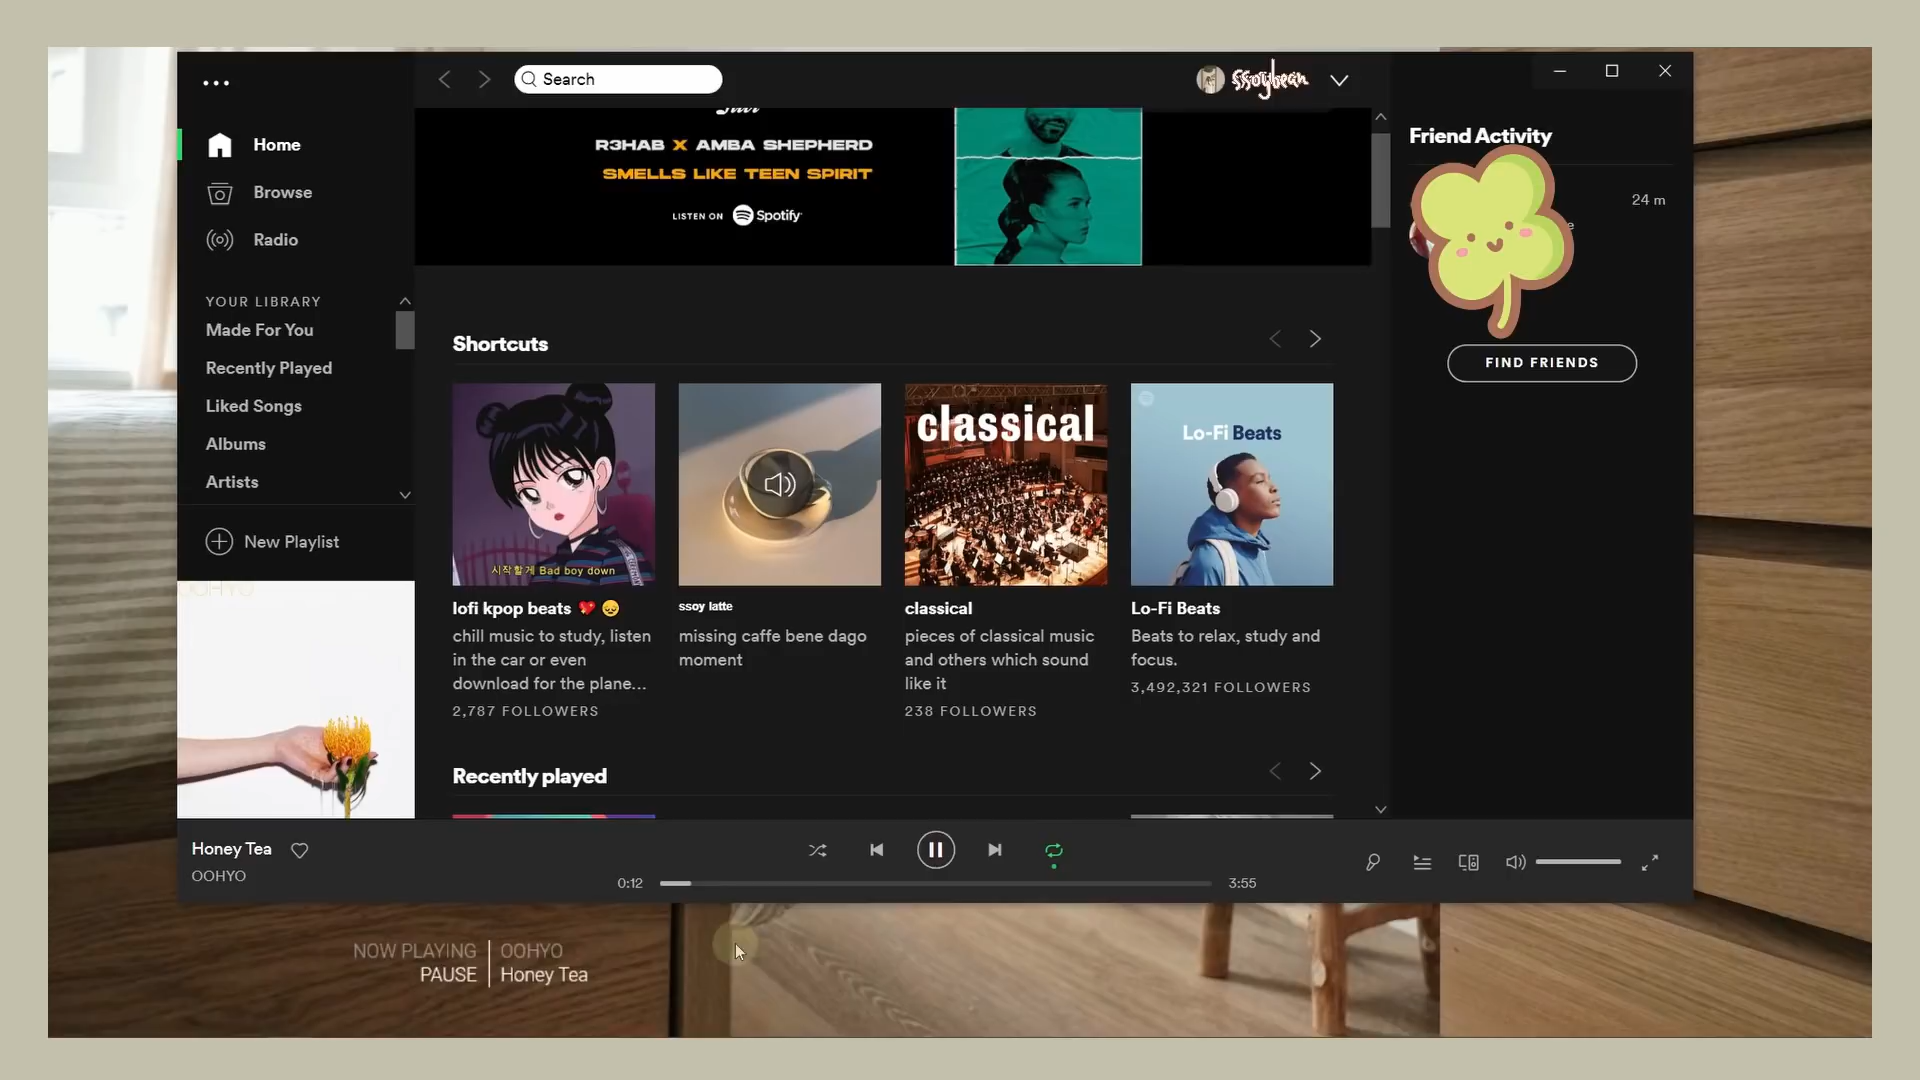 Search
ssoybean
R3HAB X AMBA SHEPHERD
SMELLS LIKE TEEN SPIRIT
LISTEN ON Spotify
Home
Browse
Radio
YOUR LIBRARY
Made For You
Recently Played
Liked Songs
Albums
Artists
New Playlist
OOHYO
Shortcuts
시작할게 Bad boy down
classical
Lo-Fi Beats
lofi kpop beats 💖 😔
chill music to study, listen
in the car or even
download for the plane...
2,787 FOLLOWERS
ssoy latte
missing caffe bene dago
moment
classical
pieces of classical music
and others which sound
like it
238 FOLLOWERS
Lo-Fi Beats
Beats to relax, study and
focus.
3,492,321 FOLLOWERS
Recently played
Friend Activity
24 m
FIND FRIENDS
Honey Tea
OOHYO
0:12
3:55
NOW PLAYING
PAUSE
OOHYO
Honey Tea